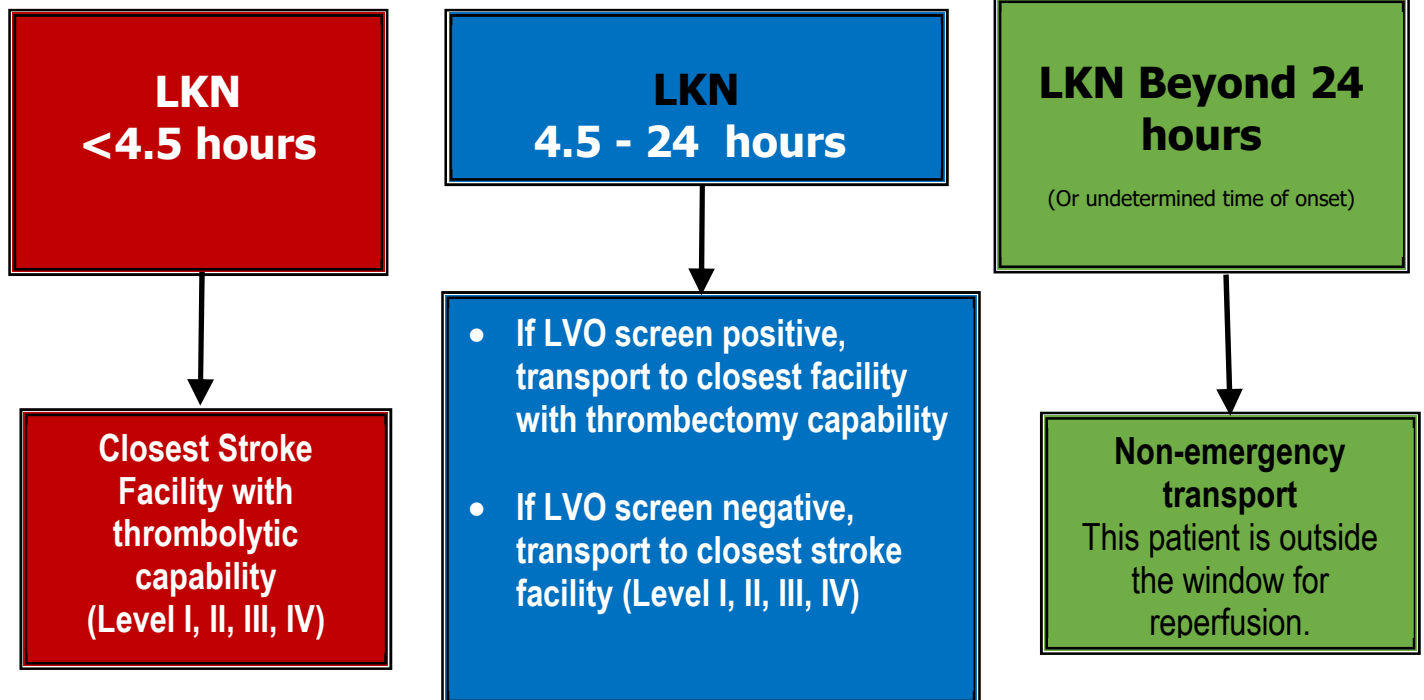 LKN
<4.5 hours
LKN
4.5 - 24  hours
LKN Beyond 24
hours
(Or undetermined time of onset)
Closest Stroke
Facility with
thrombolytic
capability
(Level I, II, III, IV)
• If LVO screen positive,
transport to closest facility
with thrombectomy capability
• If LVO screen negative,
transport to closest stroke
facility (Level I, II, III, IV)
Non-emergency
transport
This patient is outside
the window for
reperfusion.